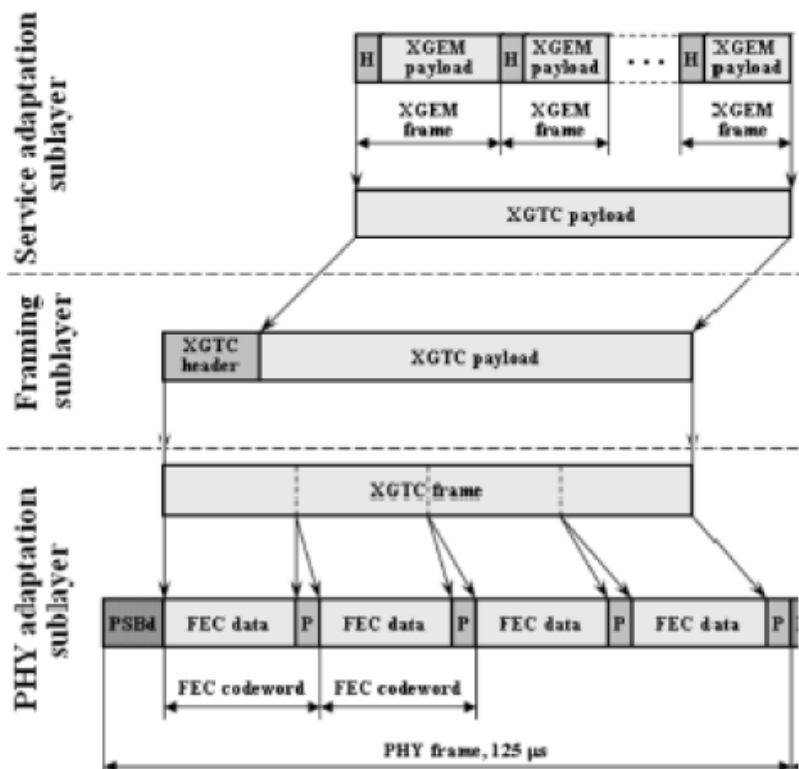 Service adaptation
sublayer
H
XGEM
payload
H
XGEM
payload
H
XGEM
payload
XGEM
frame
XGEM
frame
XGEM
frame
XGTC payload
Framing
sublayer
XGTC
header
XGTC payload
PHY adaptation
sublayer
XGTC frame
PSBd
FEC data
P
FEC data
P
FEC data
P
FEC data
P
FEC codeword
FEC codeword
PHY frame, 125 μs